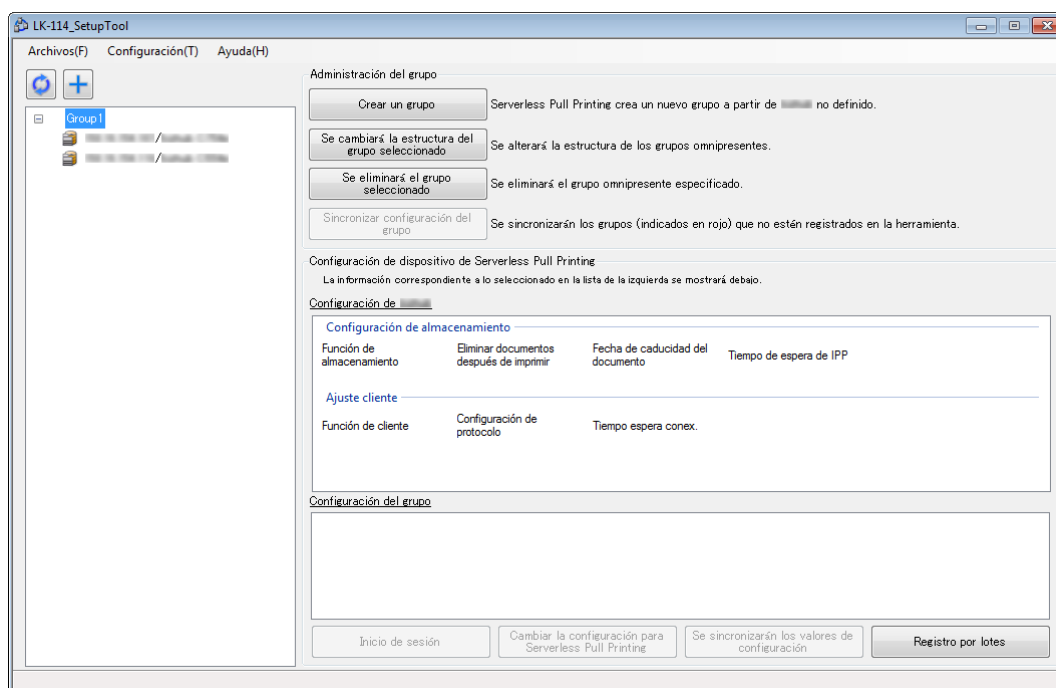 LK-114_SetupTool
Archivos(F) Configuración(T) Ayuda(H)
Group1
/
/
Administración del grupo
Crear un grupo
Serverless Pull Printing crea un nuevo grupo a partir de no definido.
Se cambiará la estructura del
grupo seleccionado
Se alterará la estructura de los grupos omnipresentes.
Se eliminará el grupo
seleccionado
Se eliminará el grupo omnipresente especificado.
Sincronizar configuración del
grupo
Se sincronizarán los grupos (indicados en rojo) que no estén registrados en la herramienta.
Configuración de dispositivo de Serverless Pull Printing
La información correspondiente a lo seleccionado en la lista de la izquierda se mostrará debajo.
Configuración de
Configuración de almacenamiento
Función de
almacenamiento
Eliminar documentos
después de imprimir
Fecha de caducidad del
documento
Tiempo de espera de IPP
Ajuste cliente
Función de cliente
Configuración de
protocolo
Tiempo espera conex.
Configuración del grupo
Inicio de sesión
Cambiar la configuración para
Serverless Pull Printing
Se sincronizarán los valores de
configuración
Registro por lotes